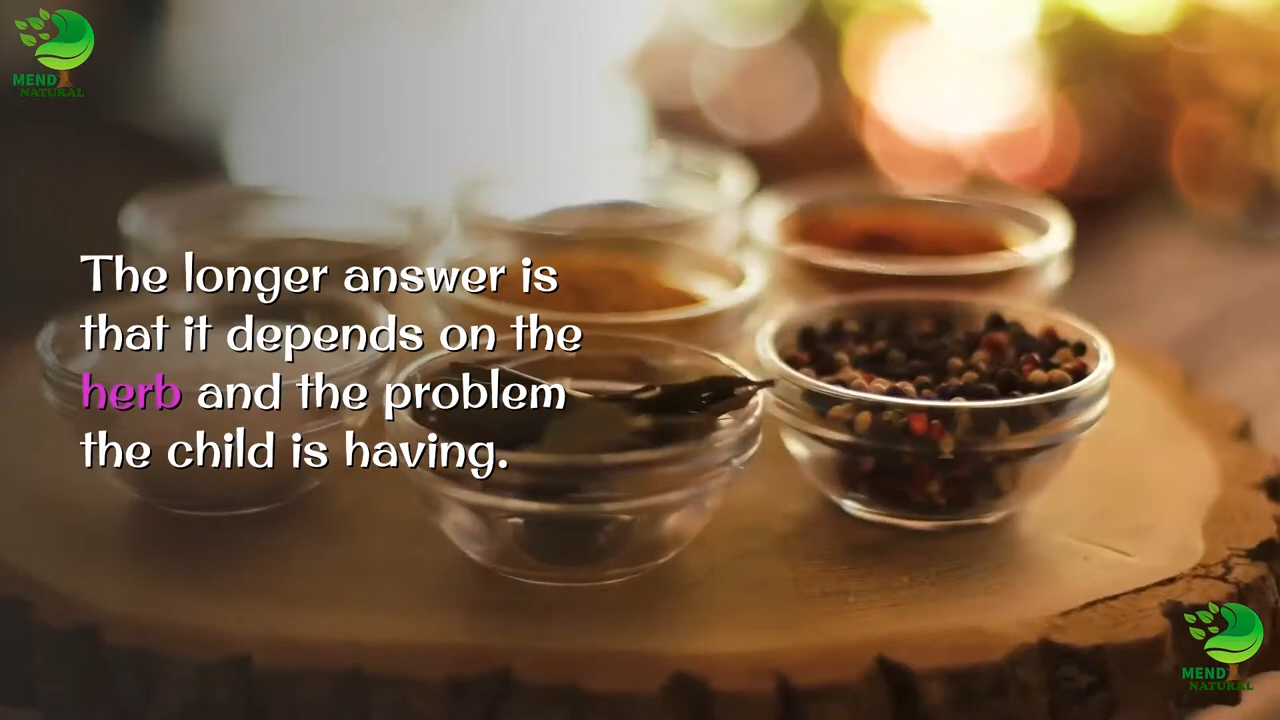 MEND
NATURAL
The longer answer is
that it depends on the
herb and the problem
the child is having.
MEND
NATURAL